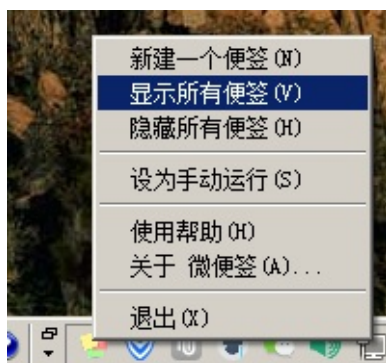 新建一个便签(N)
显示所有便签(V)
隐藏所有便签(H)
设为手动运行(S)
使用帮助(H)
关于 微便签(A)...
退出(X)
10